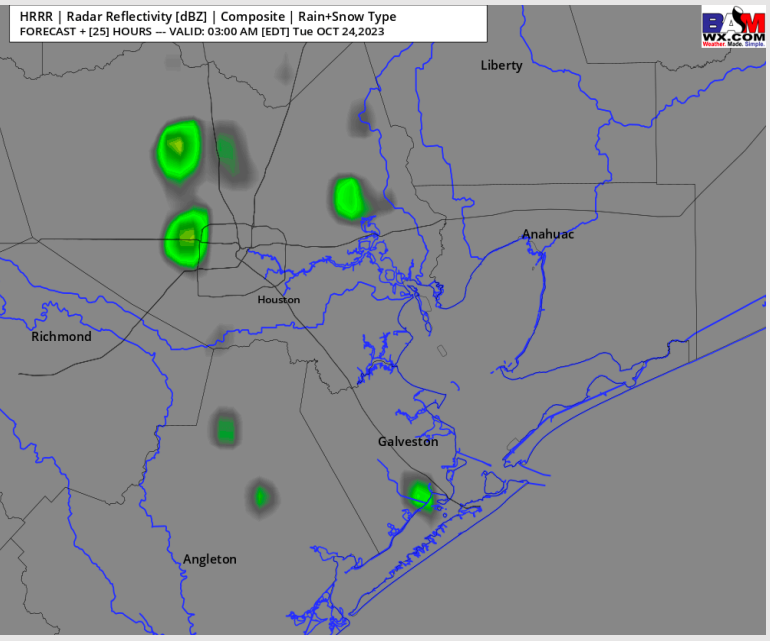 HRRR | Radar Reflectivity [dBZ] | Composite | Rain+Snow Type
FORECAST + [25] HOURS --- VALID: 03:00 AM [EDT] Tue OCT 24,2023
BAM
WX.COM
Weather. Made. Simple.
Liberty
Anahuac
Houston
Richmond
Galveston
Angleton